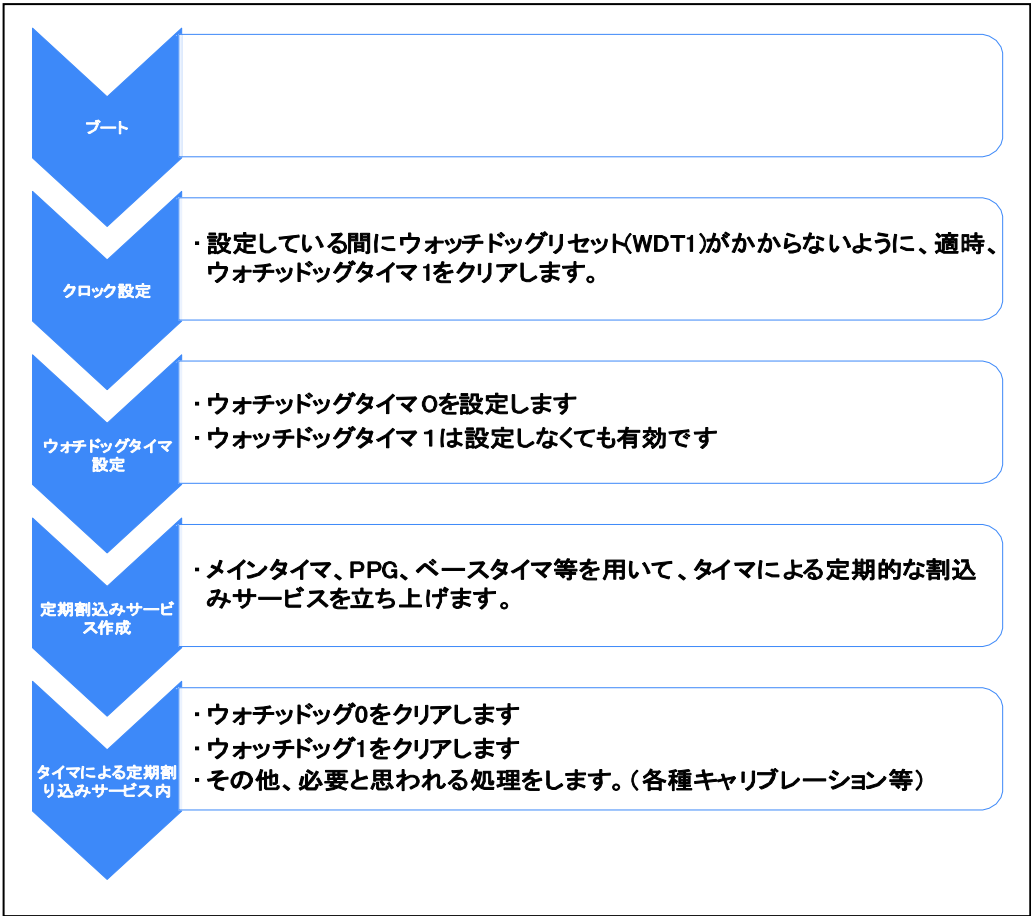 ブート
クロック設定
・設定している間にウォッチドッグリセット(WDT1)がかからないように、適時、
ウォチッドッグタイマ1をクリアします。
ウォチドッグタイマ
設定
・ウォチッドッグタイマ0を設定します
・ウォッチドッグタイマ1は設定しなくても有効です
定期割込みサービ
ス作成
・メインタイマ、PPG、ベースタイマ等を用いて、タイマによる定期的な割込
みサービスを立ち上げます。
タイマによる定期割
り込みサービス内
・ウォチッドッグ0をクリアします
・ウォッチドッグ1をクリアします
・その他、必要と思われる処理をします。(各種キャリブレーション等)